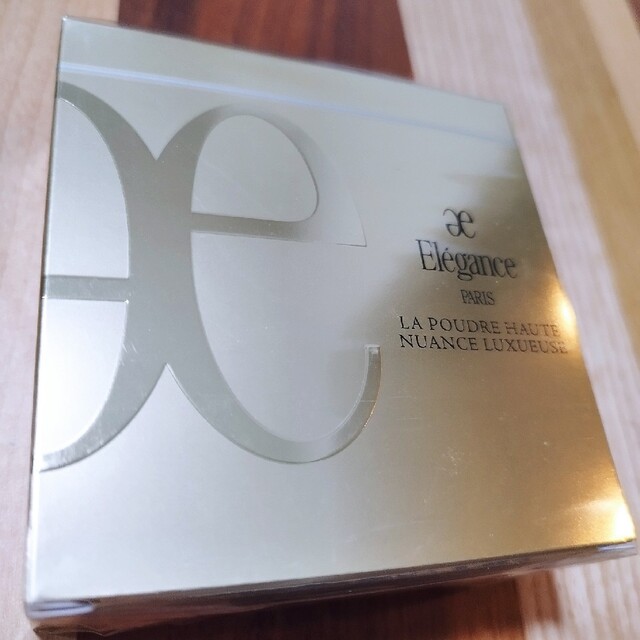 æ
æ
Elégance
PARIS
LA POUDRE HAUTE
NUANCE LUXUEUSE